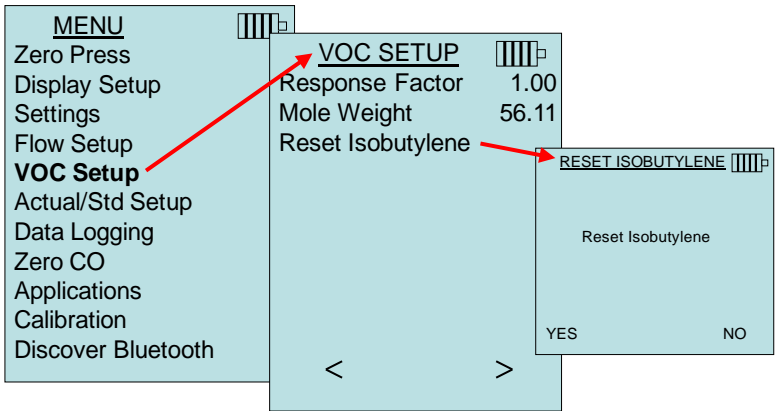 MENU
Zero Press
Display Setup
Settings
Flow Setup
VOC Setup
Actual/Std Setup
Data Logging
Zero CO
Applications
Calibration
Discover Bluetooth
VOC SETUP
Response Factor 1.00
Mole Weight 56.11
Reset Isobutylene
< >
RESET ISOBUTYLENE
Reset Isobutylene
YES NO